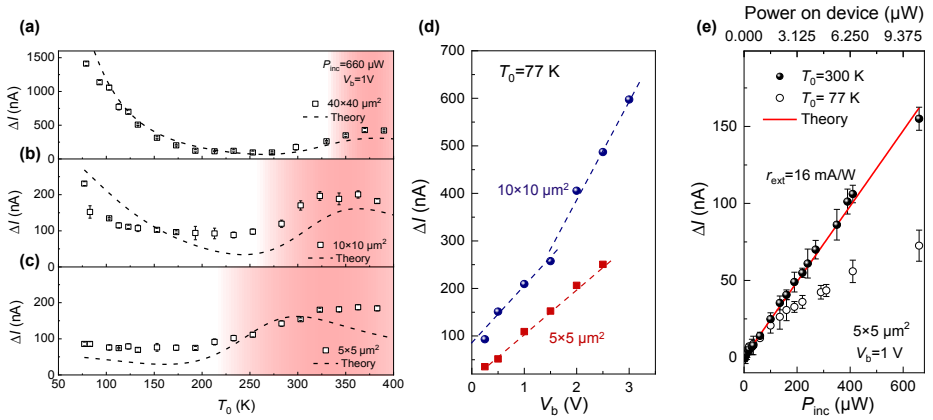 (a)
1500
1000
500
250
0
ΔI (nA)
P_inc=660 μW
V_b=1V
40×40 μm²
Theory
(b)
200
100
0
ΔI (nA)
10×10 μm²
Theory
(c)
200
100
0
ΔI (nA)
5×5 μm²
Theory
50 100 150 200 250 300 350 400
T_0 (K)
(d)
700
600
500
400
300
200
100
0
ΔI (nA)
T_0=77 K
10×10 μm²
5×5 μm²
0 1 2 3
V_b (V)
Power on device (μW)
0.000 3.125 6.250 9.375
(e)
150
100
50
0
ΔI (nA)
T_0=300 K
T_0= 77 K
Theory
r_ext=16 mA/W
5×5 μm²
V_b=1 V
0 200 400 600
P_inc (μW)